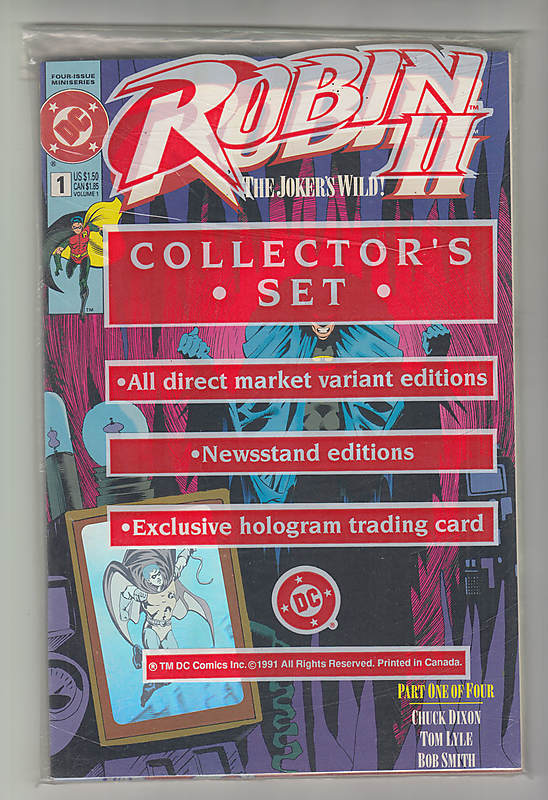 FOUR-ISSUE
MINISERIES
DC
®
1
US $1.50
CAN $1.85
VOLUME 1
ROBIN
II
™
THE JOKER'S WILD!
™
COLLECTOR'S
• SET •
•All direct market variant editions
•Newsstand editions
•Exclusive hologram trading card
DC
®
® TM DC Comics Inc. © 1991 All Rights Reserved. Printed in Canada.
PART ONE OF FOUR
CHUCK DIXON
TOM LYLE
BOB SMITH